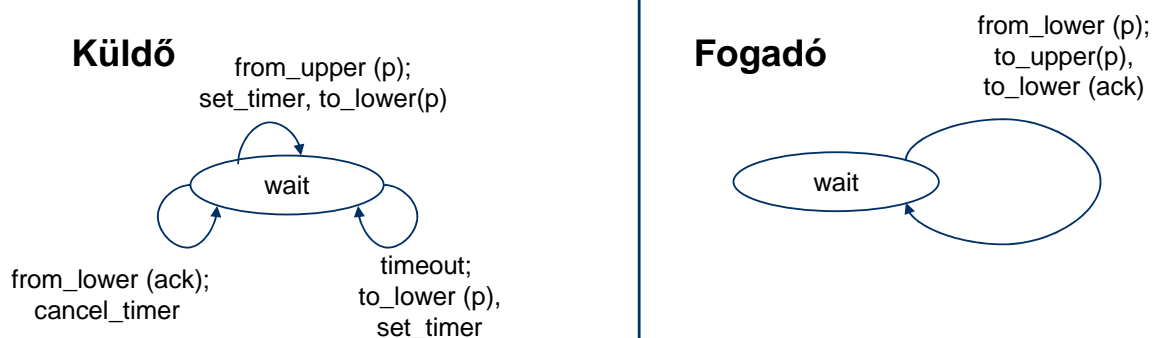 Küldő
from_upper (p);
set_timer, to_lower(p)
wait
from_lower (ack);
cancel_timer
timeout;
to_lower (p),
set_timer
Fogadó
from_lower (p);
to_upper(p),
to_lower (ack)
wait